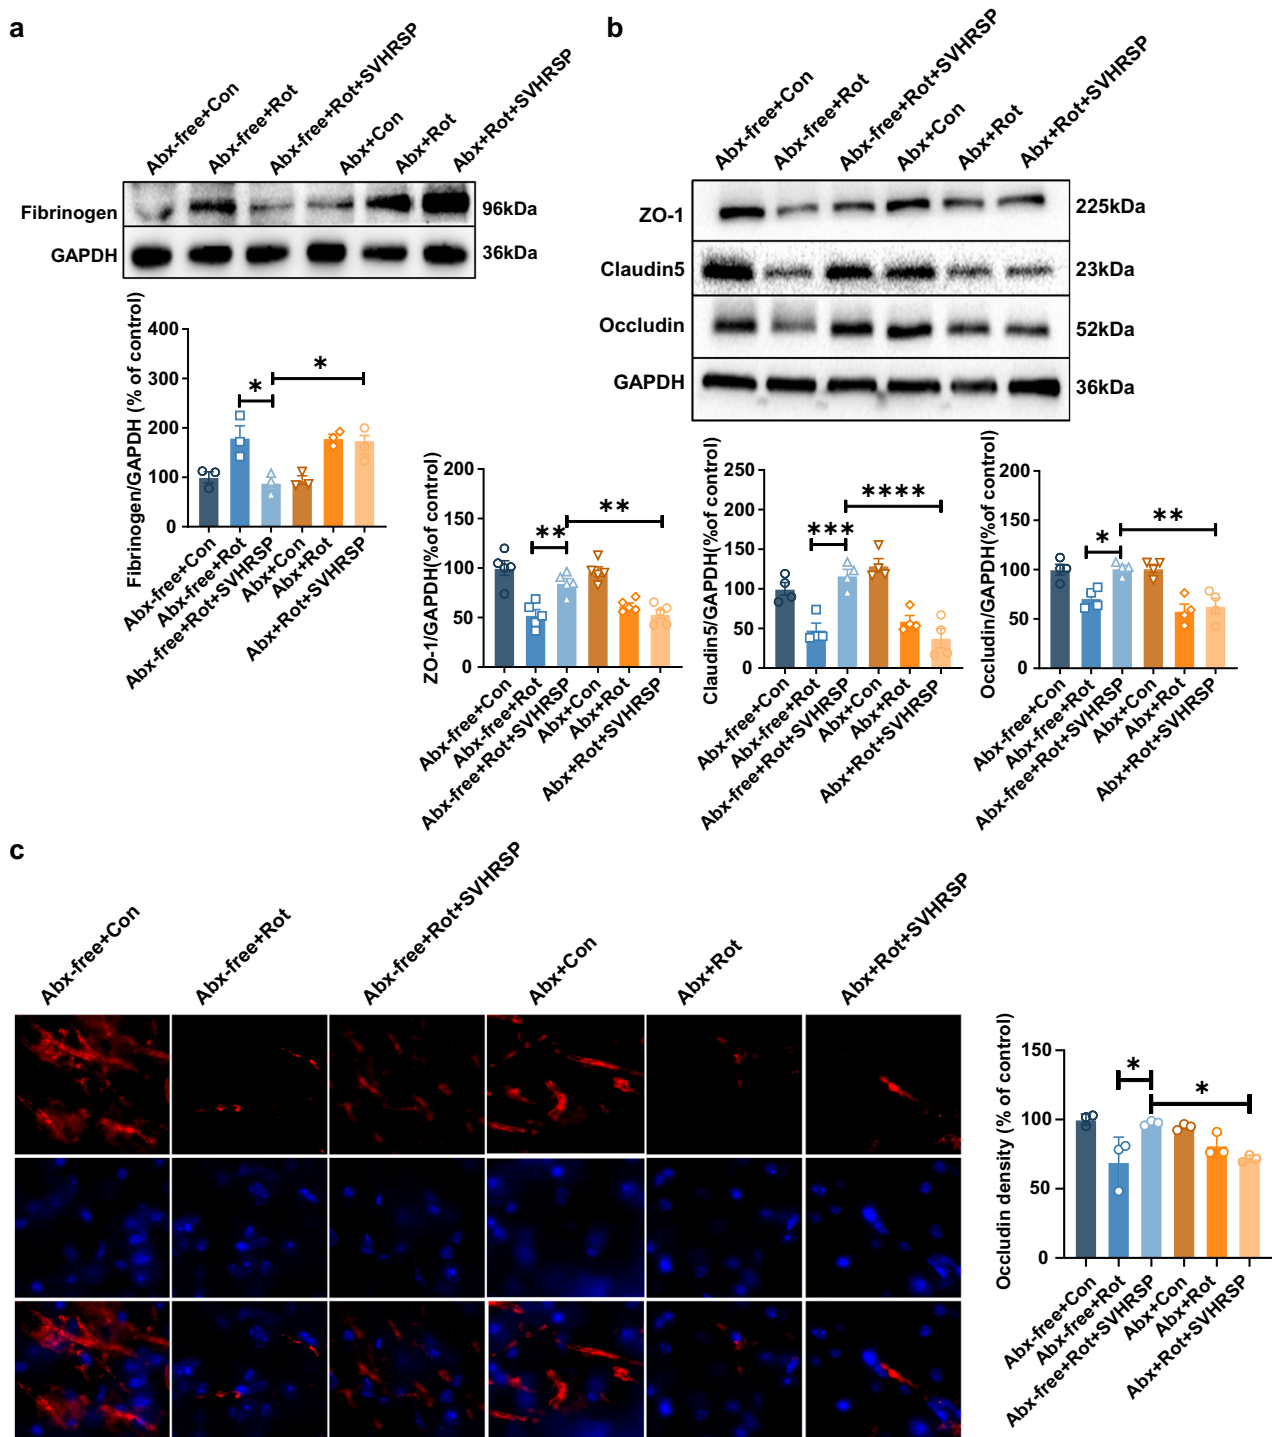 a
Abx-free+Con
Abx-free+Rot
Abx-free+Rot+SVHRSP
Abx+Con
Abx+Rot
Abx+Rot+SVHRSP
Fibrinogen
96kDa
GAPDH
36kDa
Fibrinogen/GAPDH (% of control)
400
300
200
100
0
*
*
Abx-free+Con
Abx-free+Rot
Abx-free+Rot+SVHRSP
Abx+Con
Abx+Rot
Abx+Rot+SVHRSP
b
Abx-free+Con
Abx-free+Rot
Abx-free+Rot+SVHRSP
Abx+Con
Abx+Rot
Abx+Rot+SVHRSP
ZO-1
225kDa
Claudin5
23kDa
Occludin
52kDa
GAPDH
36kDa
ZO-1/GAPDH(%of control)
200
150
100
50
0
**
**
Abx-free+Con
Abx-free+Rot
Abx-free+Rot+SVHRSP
Abx+Con
Abx+Rot
Abx+Rot+SVHRSP
Claudin5/GAPDH(%of control)
250
200
150
100
50
0
***
****
Abx-free+Con
Abx-free+Rot
Abx-free+Rot+SVHRSP
Abx+Con
Abx+Rot
Abx+Rot+SVHRSP
Occludin/GAPDH(%of control)
200
150
100
50
0
*
**
Abx-free+Con
Abx-free+Rot
Abx-free+Rot+SVHRSP
Abx+Con
Abx+Rot
Abx+Rot+SVHRSP
c
Abx-free+Con
Abx-free+Rot
Abx-free+Rot+SVHRSP
Abx+Con
Abx+Rot
Abx+Rot+SVHRSP
Occludin density (% of control)
150
100
50
0
*
*
Abx-free+Con
Abx-free+Rot
Abx-free+Rot+SVHRSP
Abx+Con
Abx+Rot
Abx+Rot+SVHRSP